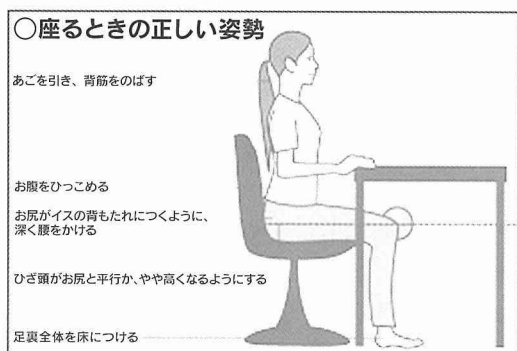 ○座るときの正しい姿勢
あごを引き、背筋をのばす
お腹をひっこめる
お尻がイスの背もたれにつくように、
深く腰をかける
ひざ頭がお尻と平行か、やや高くなるようにする
足裏全体を床につける